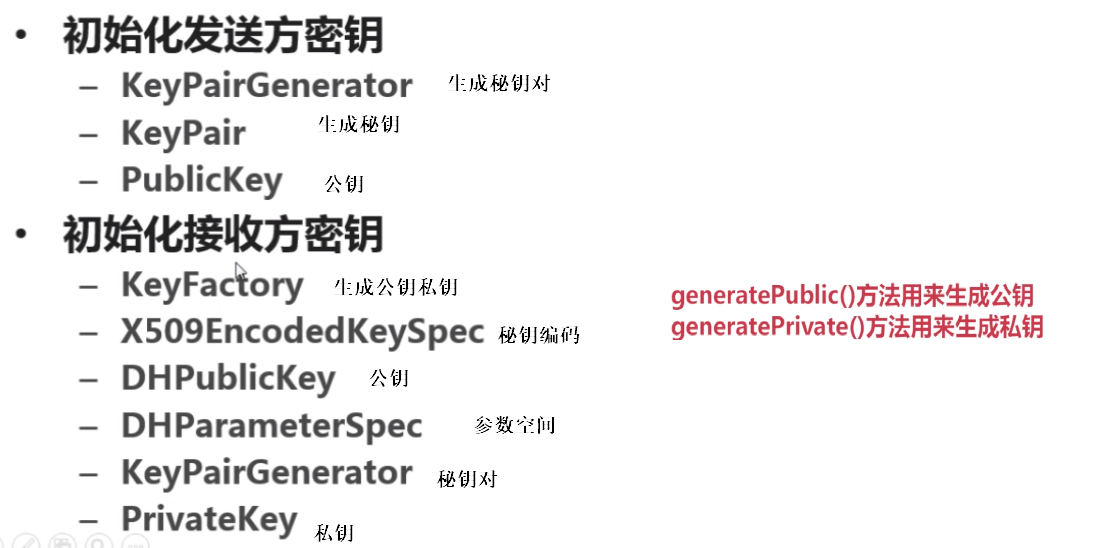 • 初始化发送方密钥
– KeyPairGenerator 生成秘钥对
– KeyPair 生成秘钥
– PublicKey 公钥
• 初始化接收方密钥
– KeyFactory 生成公钥私钥
generatePublic()方法用来生成公钥
generatePrivate()方法用来生成私钥
– X509EncodedKeySpec 秘钥编码
– DHPublicKey 公钥
– DHParameterSpec 参数空间
– KeyPairGenerator 秘钥对
– PrivateKey 私钥